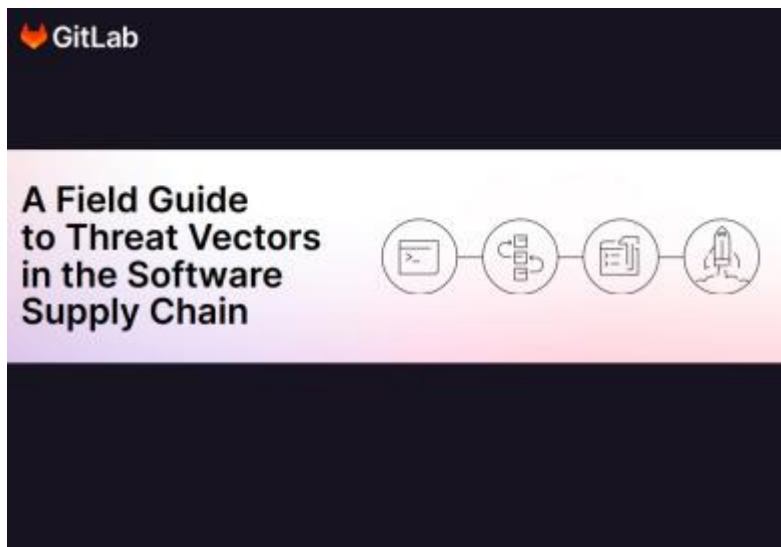 GitLab
A Field Guide
to Threat Vectors
in the Software
Supply Chain